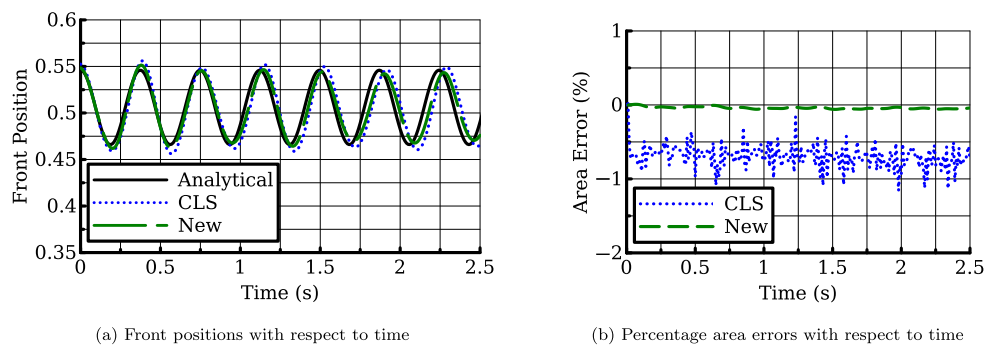 0.6
0.55
0.5
0.45
0.4
0.35
Front Position
Analytical
CLS
New
0
0.5
1
1.5
2
2.5
Time (s)
(a) Front positions with respect to time
1
0
−1
−2
Area Error (%)
CLS
New
0
0.5
1
1.5
2
2.5
Time (s)
(b) Percentage area errors with respect to time